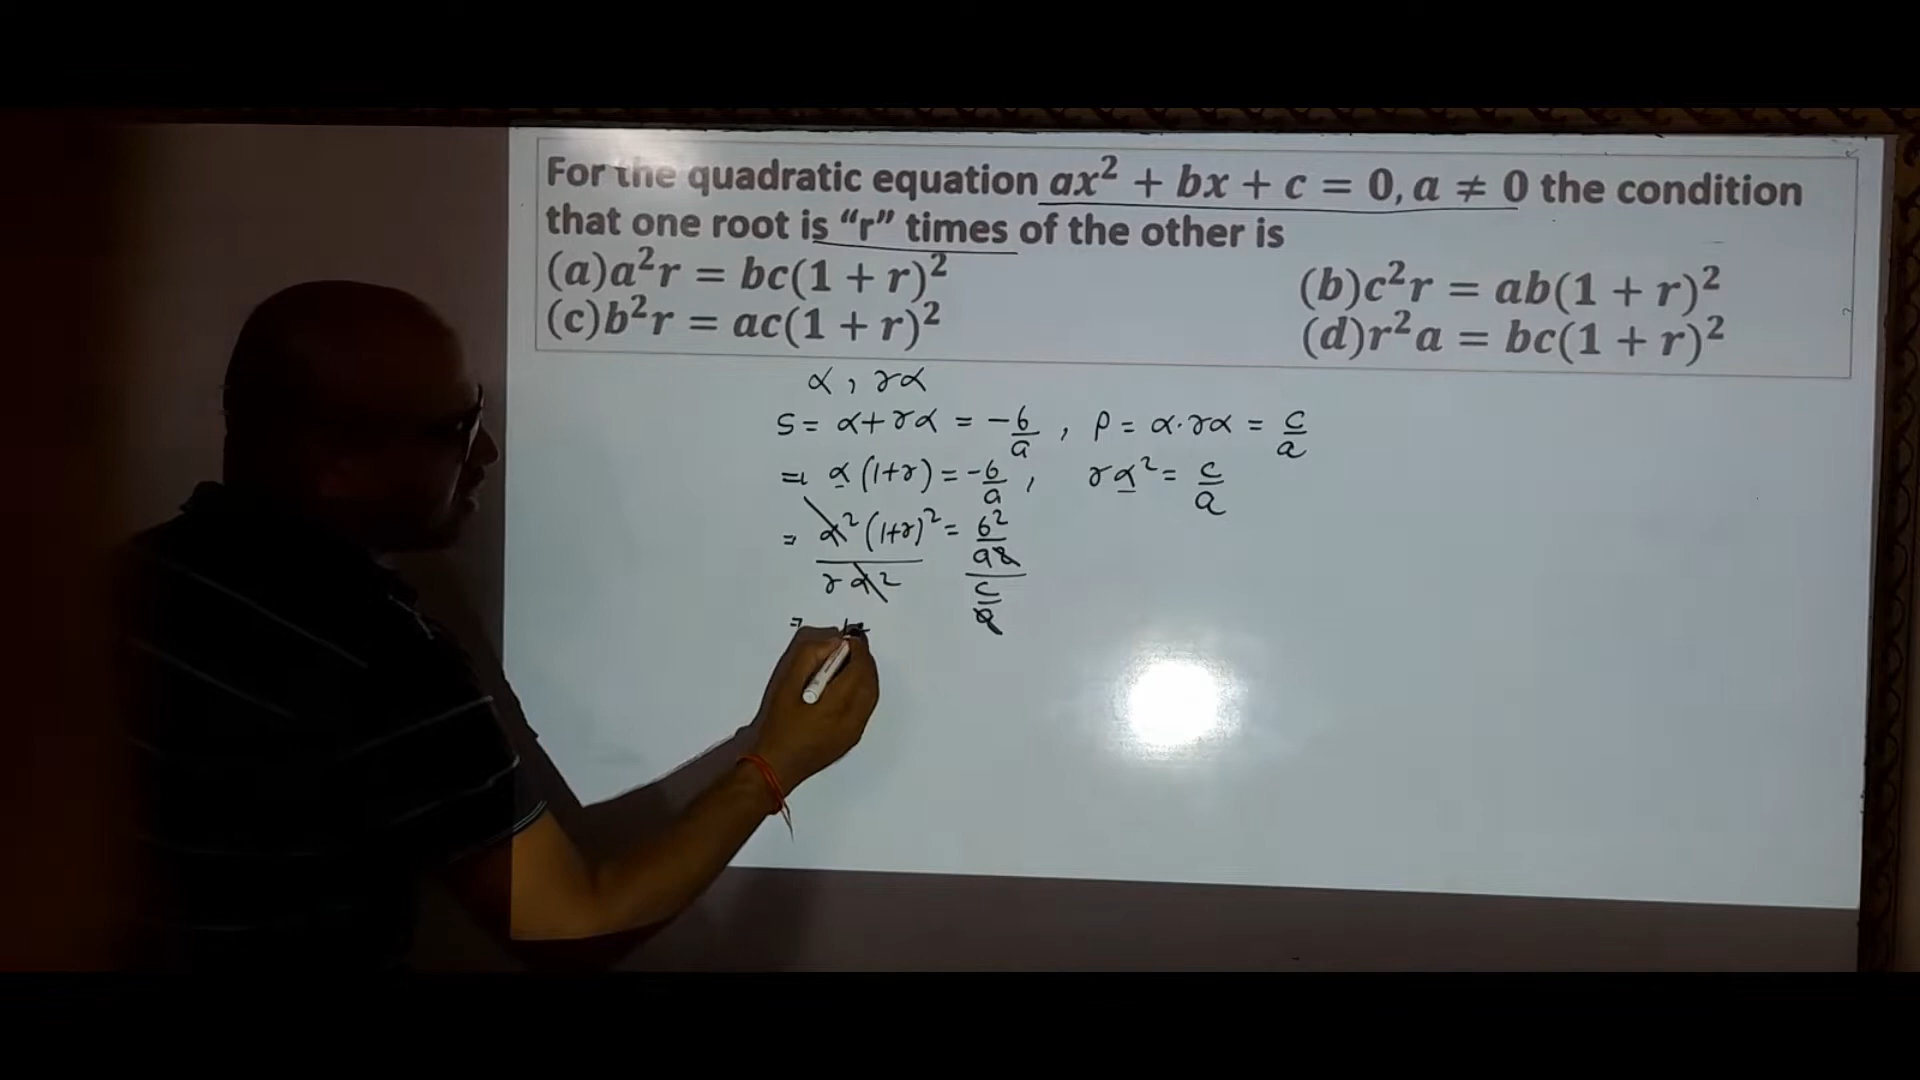 For the quadratic equation ax² + bx + c = 0, a ≠ 0 the condition
that one root is “r” times of the other is
(a)a²r = bc(1 + r)²
(b)c²r = ab(1 + r)²
(c)b²r = ac(1 + r)²
(d)r²a = bc(1 + r)²
α, rα
S = α + rα = -b/a, P = α·rα = c/a
⇒ α(1+r) = -b/a, rα² = c/a
⇒ α²(1+r)²/rα² = b²/a²/c/a
⇒